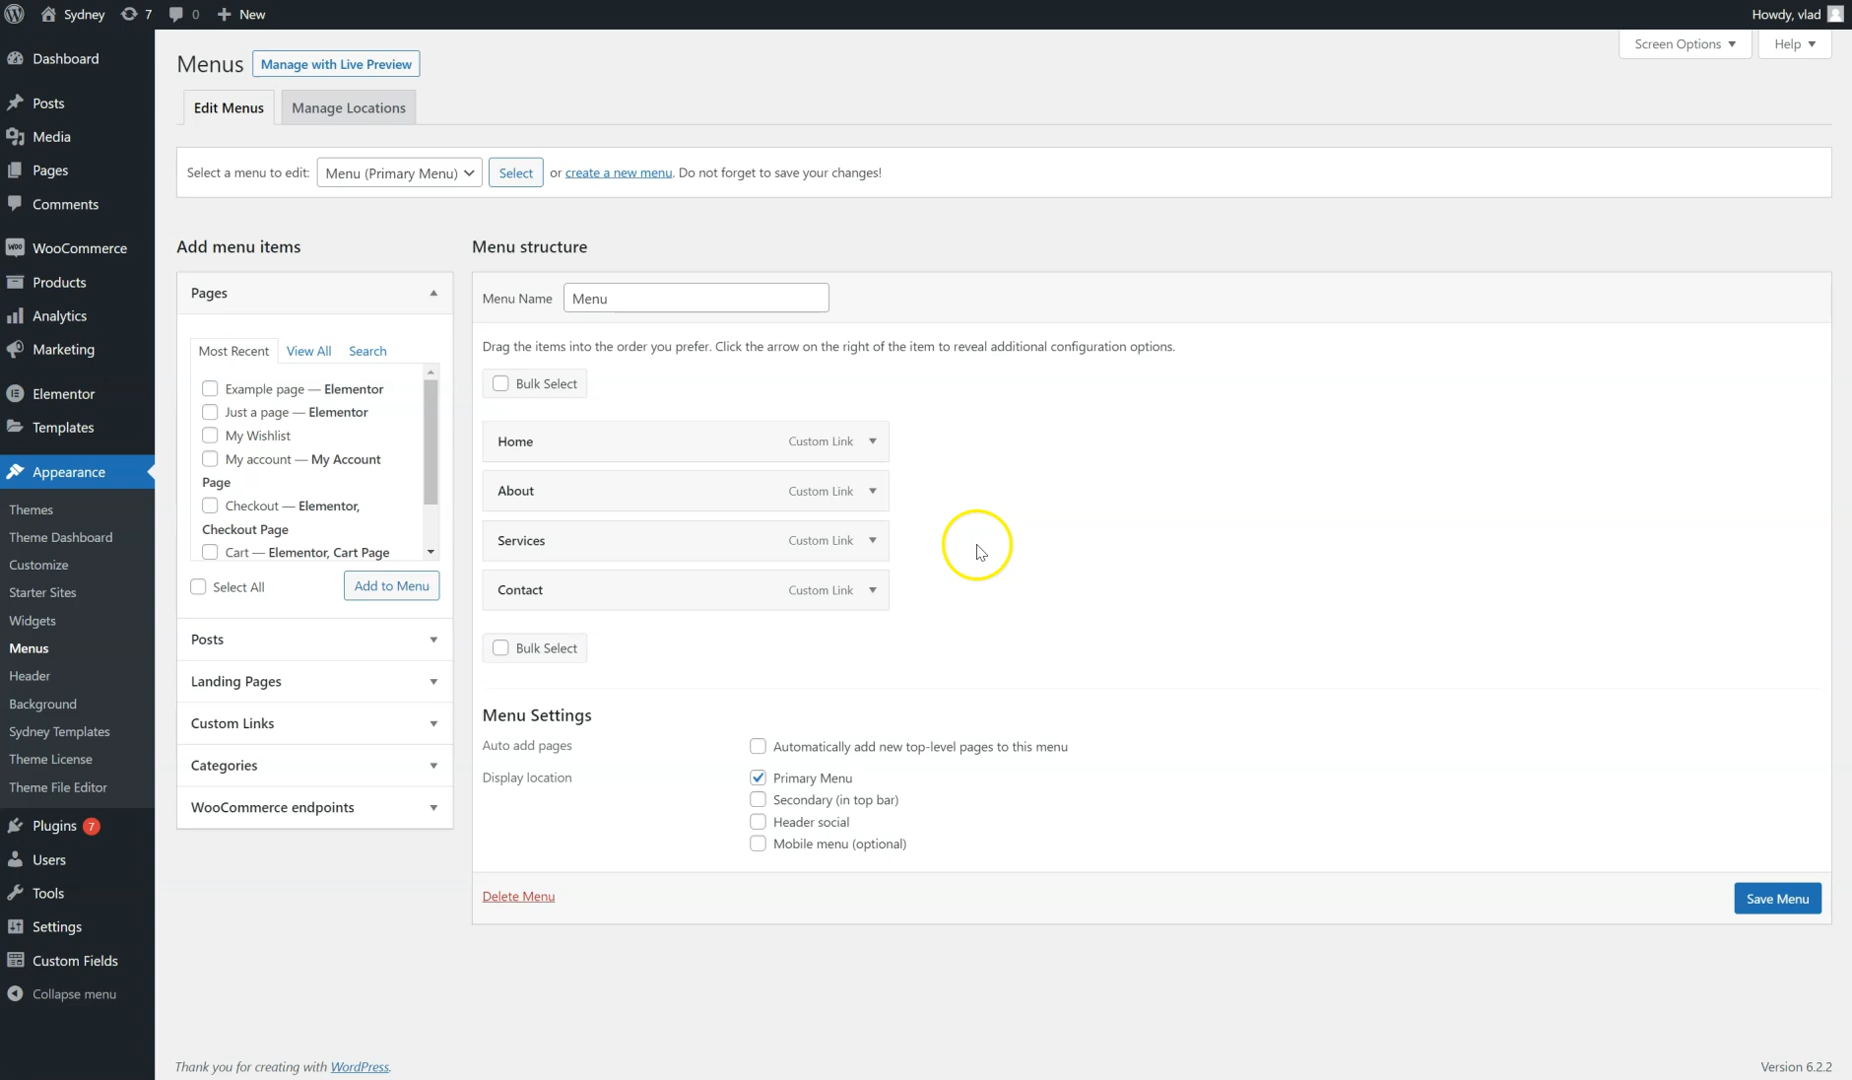 Sydney 7 0 New Howdy, vlad
Screen Options Help
Dashboard
Posts
Media
Pages
Comments
WooCommerce
Products
Analytics
Marketing
Elementor
Templates
Appearance
Themes
Theme Dashboard
Customize
Starter Sites
Widgets
Menus
Header
Background
Sydney Templates
Theme License
Theme File Editor
Plugins 7
Users
Tools
Settings
Custom Fields
Collapse menu
Menus Manage with Live Preview
Edit Menus Manage Locations
Select a menu to edit: Menu (Primary Menu) Select or create a new menu. Do not forget to save your changes!
Add menu items
Pages
Most Recent View All Search
Example page — Elementor
Just a page — Elementor
My Wishlist
My account — My Account
Page
Checkout — Elementor,
Checkout Page
Cart — Elementor, Cart Page
Select All Add to Menu
Posts
Landing Pages
Custom Links
Categories
WooCommerce endpoints
Menu structure
Menu Name Menu
Drag the items into the order you prefer. Click the arrow on the right of the item to reveal additional configuration options.
Bulk Select
Home Custom Link
About Custom Link
Services Custom Link
Contact Custom Link
Bulk Select
Menu Settings
Auto add pages Automatically add new top-level pages to this menu
Display location Primary Menu
Secondary (in top bar)
Header social
Mobile menu (optional)
Delete Menu Save Menu
Thank you for creating with WordPress. Version 6.2.2